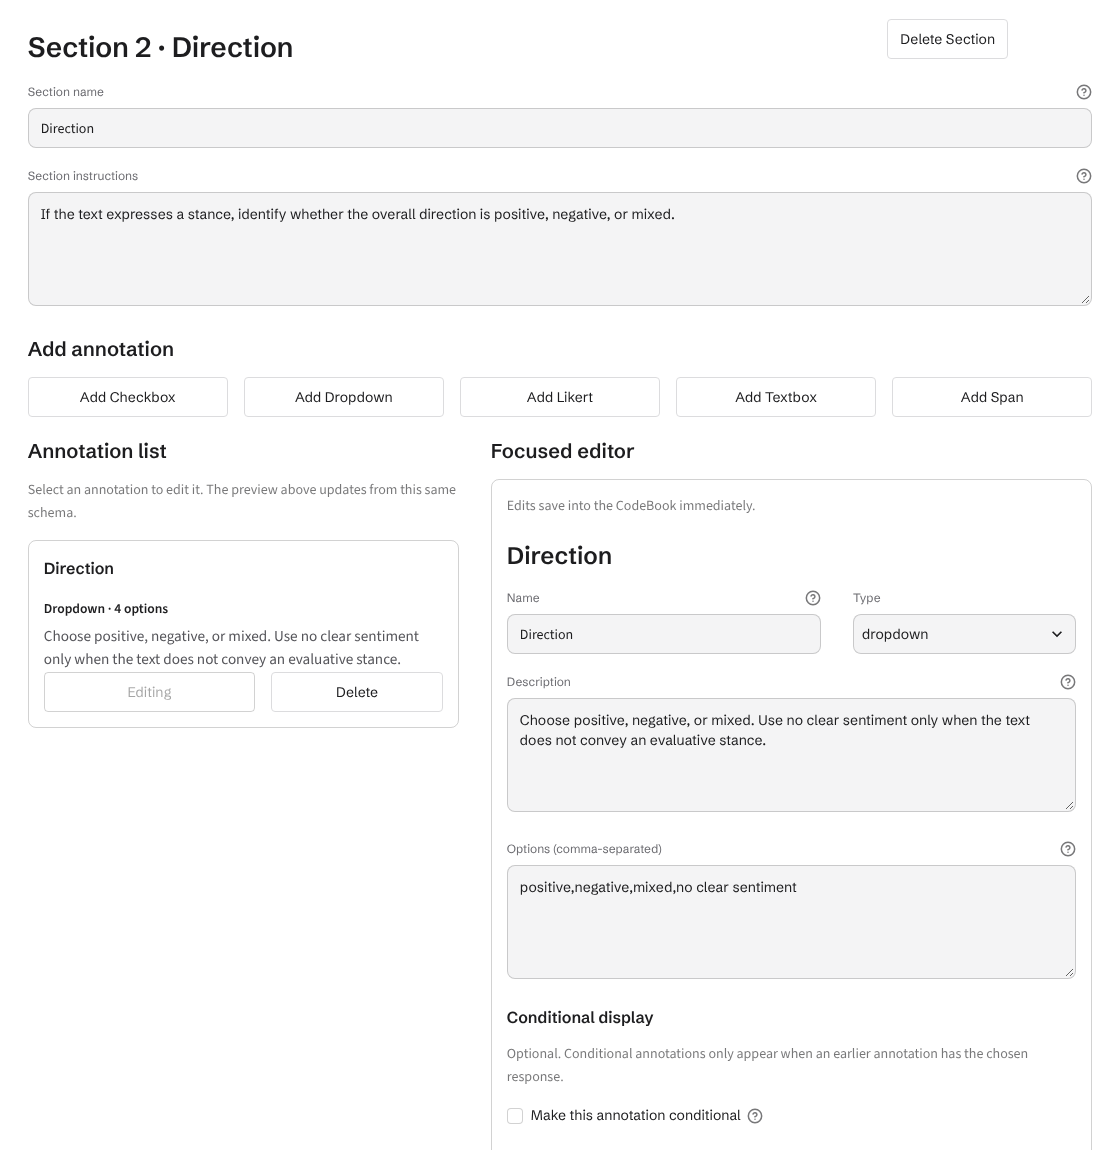 Section 2 · Direction
Delete Section
Section name
Direction
Section instructions
If the text expresses a stance, identify whether the overall direction is positive, negative, or mixed.
Add annotation
Add Checkbox
Add Dropdown
Add Likert
Add Textbox
Add Span
Annotation list
Select an annotation to edit it. The preview above updates from this same
schema.
Direction
Dropdown · 4 options
Choose positive, negative, or mixed. Use no clear sentiment
only when the text does not convey an evaluative stance.
Editing
Delete
Focused editor
Edits save into the CodeBook immediately.
Direction
Name
Type
Direction
dropdown
Description
Choose positive, negative, or mixed. Use no clear sentiment only when the text
does not convey an evaluative stance.
Options (comma-separated)
positive,negative,mixed,no clear sentiment
Conditional display
Optional. Conditional annotations only appear when an earlier annotation has the chosen
response.
Make this annotation conditional